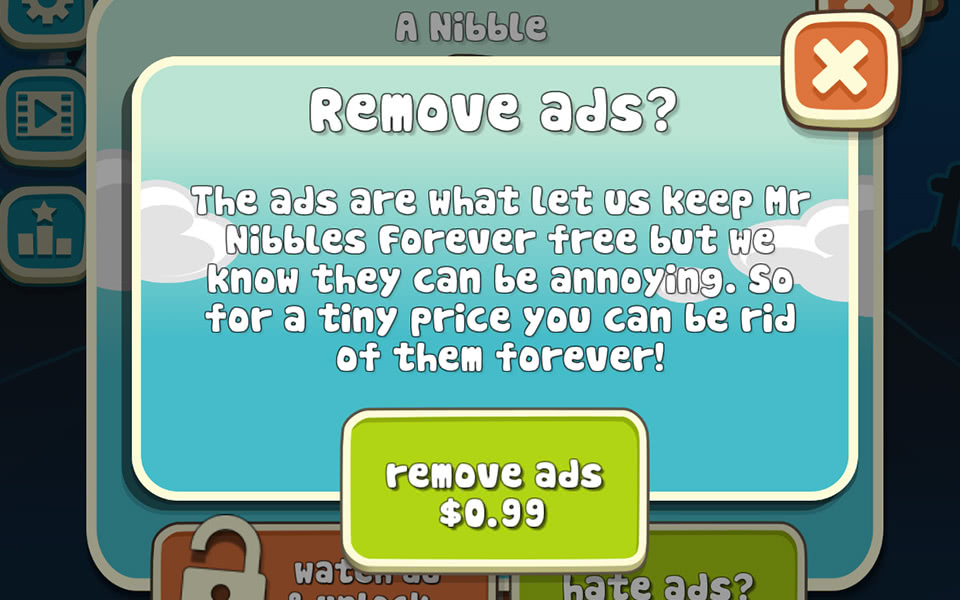 A Nibble
Remove ads?
The ads are what let us keep Mr
Nibbles Forever free but we
know they can be annoying. So
for a tiny price you can be rid
of them forever!
remove ads
$0.99
watch ad
& unlock
hate ads?